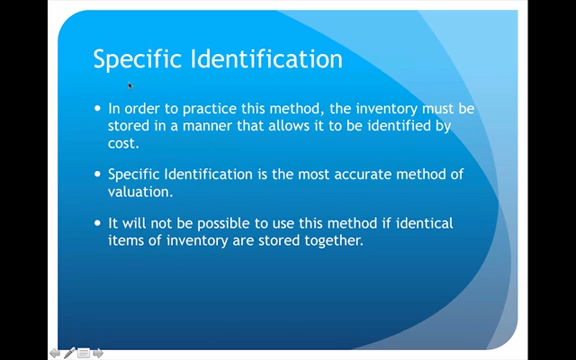 Specific Identification
• In order to practice this method, the inventory must be
stored in a manner that allows it to be identified by
cost.
• Specific Identification is the most accurate method of
valuation.
• It will not be possible to use this method if identical
items of inventory are stored together.